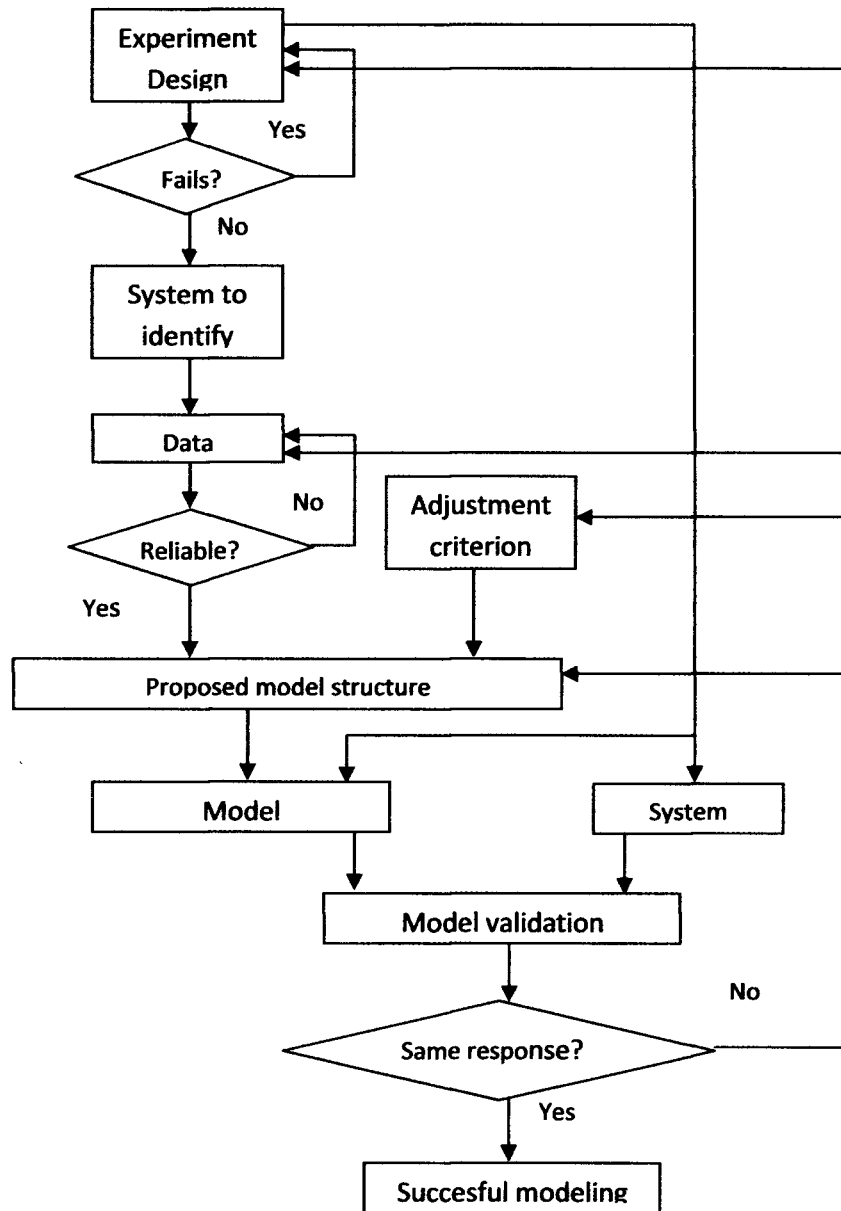 Experiment
Design
Yes
Fails?
No
System to
identify
Data
No
Adjustment
criterion
Reliable?
Yes
Proposed model structure
Model
System
Model validation
No
Same response?
Yes
Succesful modeling